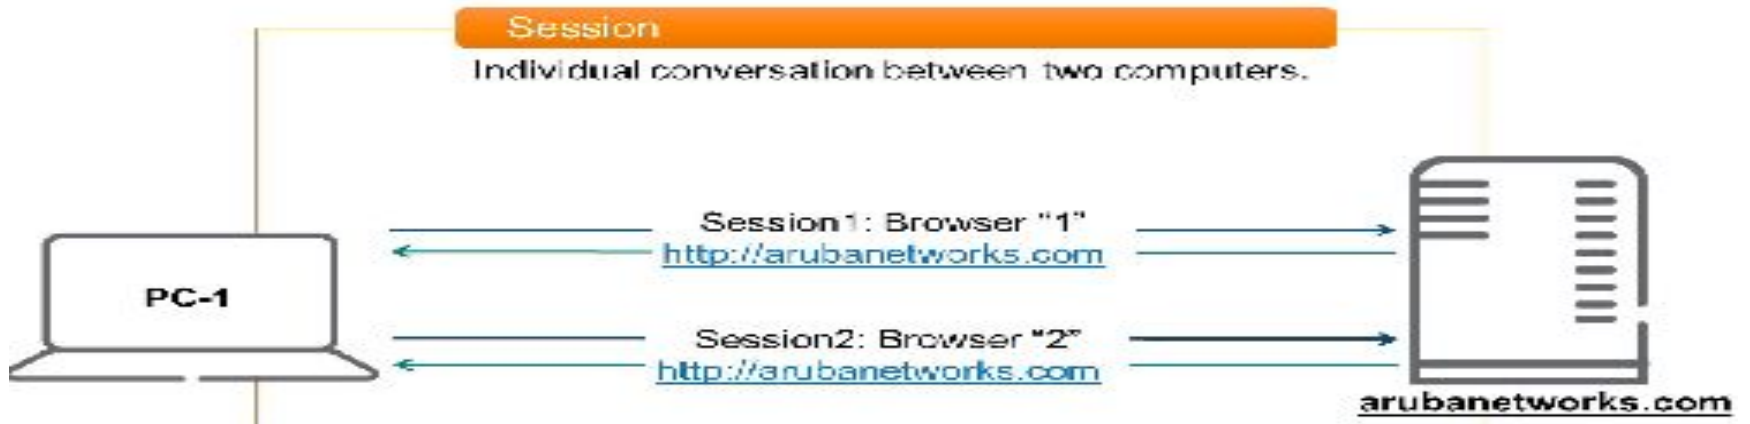 Session
Individual conversation between two computers.
Session1: Browser "1"
http://arubanetworks.com
PC-1
Session2: Browser "2"
http://arubanetworks.com
arubanetworks.com